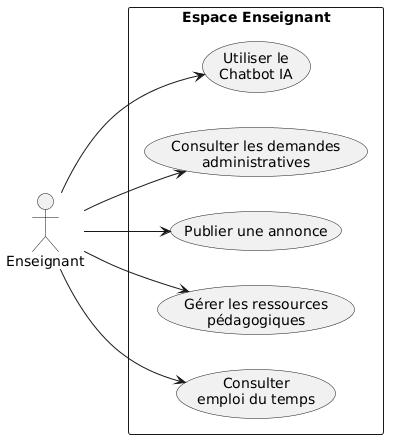 Espace Enseignant
Utiliser le
Chatbot IA
Consulter les demandes
administratives
Publier une annonce
Enseignant
Gérer les ressources
pédagogiques
Consulter
emploi du temps